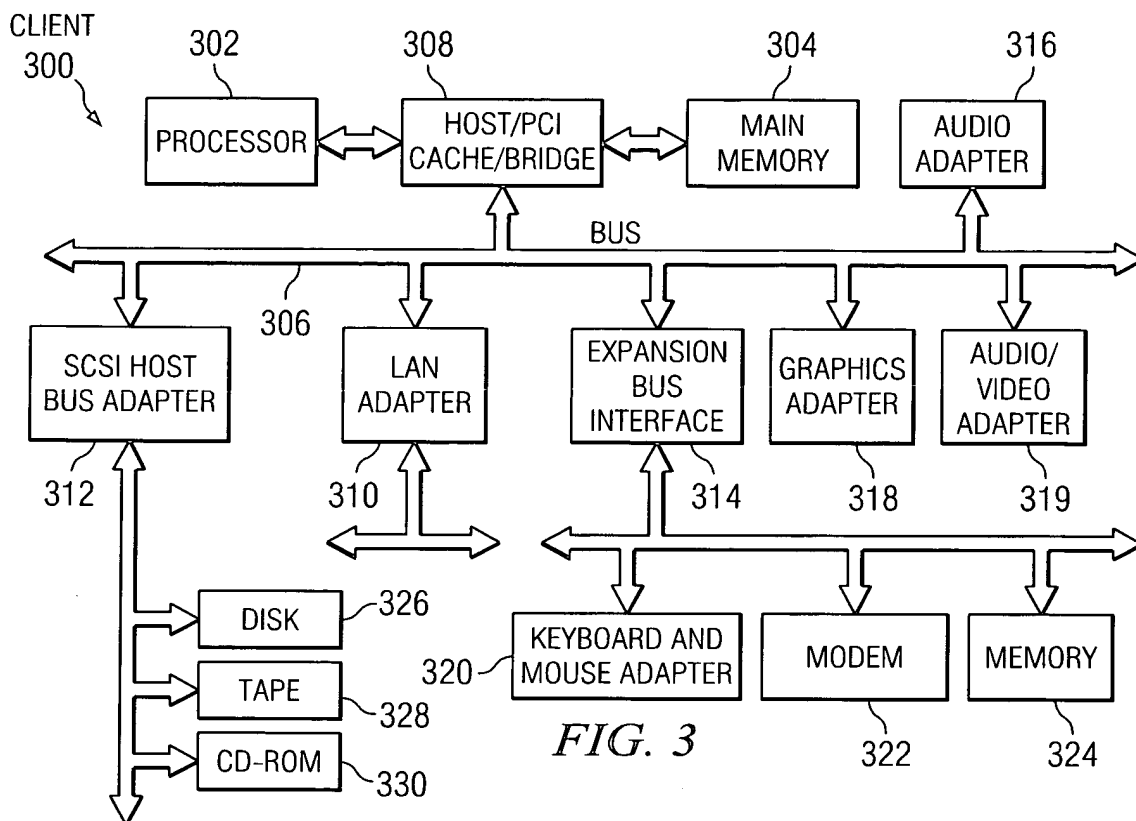 CLIENT
300
302
308
304
316
PROCESSOR
HOST/PCI
CACHE/BRIDGE
MAIN
MEMORY
AUDIO
ADAPTER
BUS
306
SCSI HOST
BUS ADAPTER
LAN
ADAPTER
EXPANSION
BUS
INTERFACE
GRAPHICS
ADAPTER
AUDIO/
VIDEO
ADAPTER
312
310
314
318
319
DISK
326
TAPE
328
CD-ROM
330
320
KEYBOARD AND
MOUSE ADAPTER
MODEM
MEMORY
322
324
FIG. 3